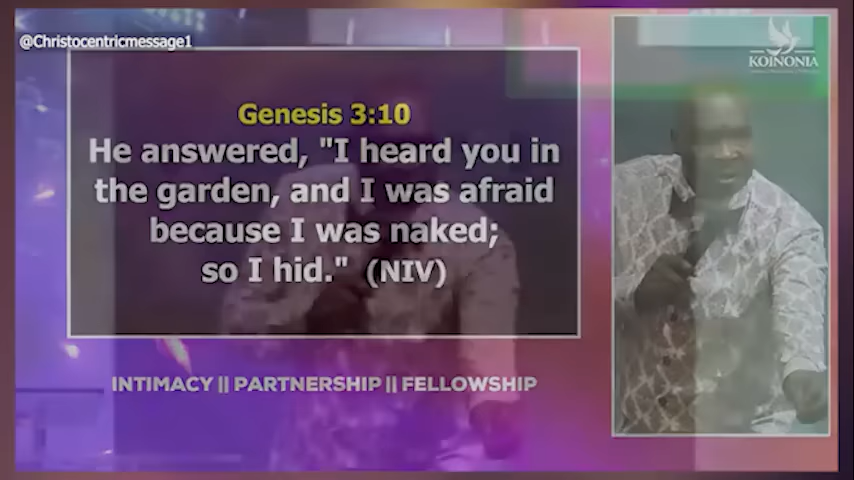 @Christocentricmessage1
KOINONIA
Genesis 3:10
He answered, "I heard you in
the garden, and I was afraid
because I was naked;
so I hid." (NIV)
INTIMACY || PARTNERSHIP || FELLOWSHIP